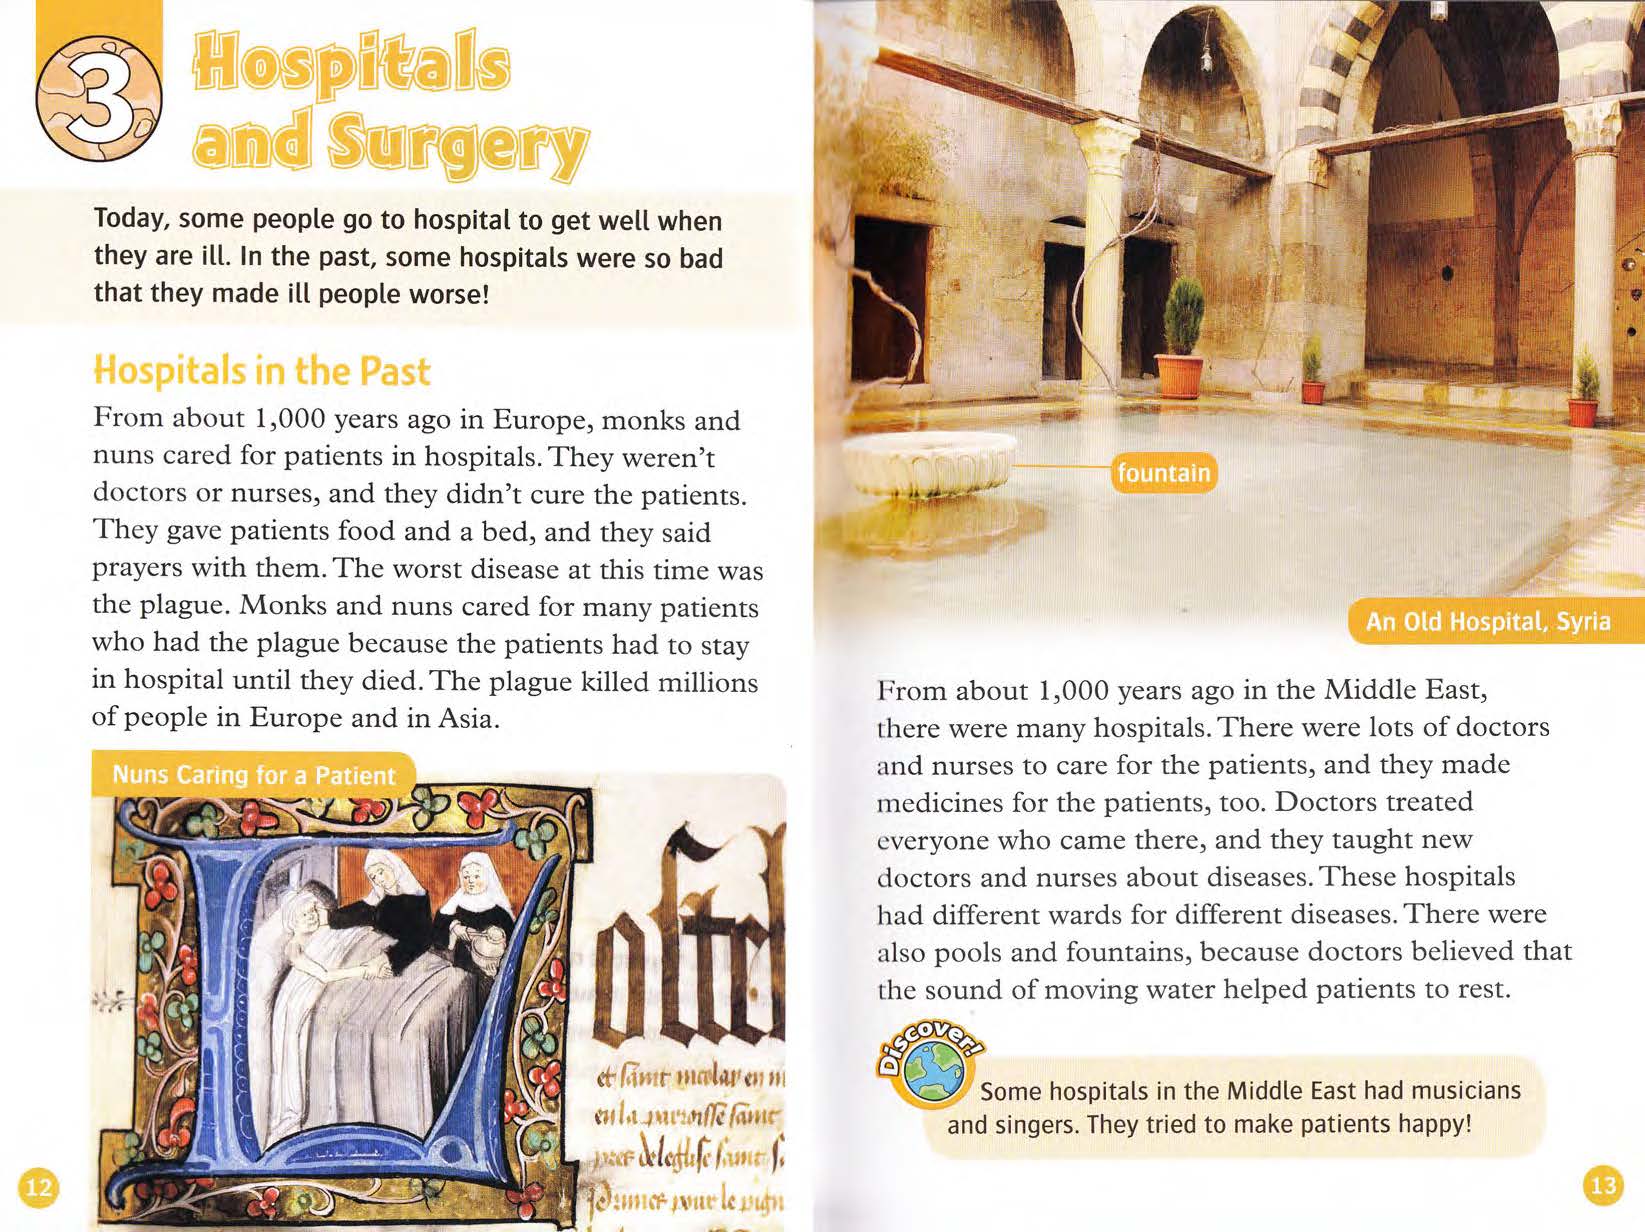 3
Hospitals
and Surgery
Today, some people go to hospital to get well when
they are ill. In the past, some hospitals were so bad
that they made ill people worse!
Hospitals in the Past
From about 1,000 years ago in Europe, monks and
nuns cared for patients in hospitals. They weren't
doctors or nurses, and they didn't cure the patients.
They gave patients food and a bed, and they said
prayers with them. The worst disease at this time was
the plague. Monks and nuns cared for many patients
who had the plague because the patients had to stay
in hospital until they died. The plague killed millions
of people in Europe and in Asia.
Nuns Caring for a Patient
12
fountain
An Old Hospital, Syria
From about 1,000 years ago in the Middle East,
there were many hospitals. There were lots of doctors
and nurses to care for the patients, and they made
medicines for the patients, too. Doctors treated
everyone who came there, and they taught new
doctors and nurses about diseases. These hospitals
had different wards for different diseases. There were
also pools and fountains, because doctors believed that
the sound of moving water helped patients to rest.
Discover!
Some hospitals in the Middle East had musicians
and singers. They tried to make patients happy!
13